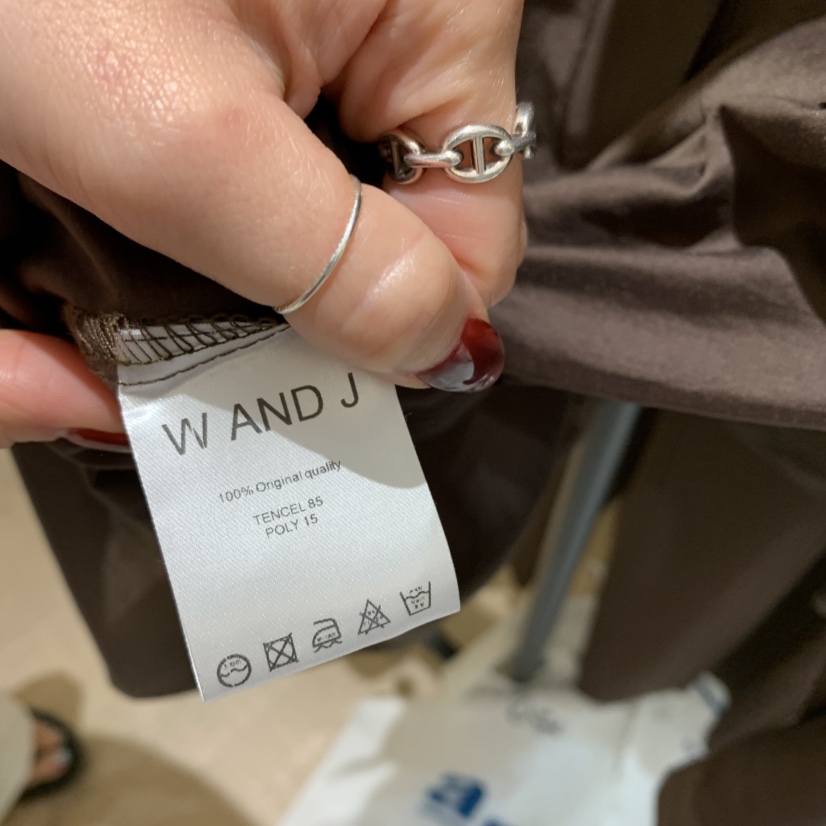 W AND J
100% Original quality
TENCEL 85
POLY 15